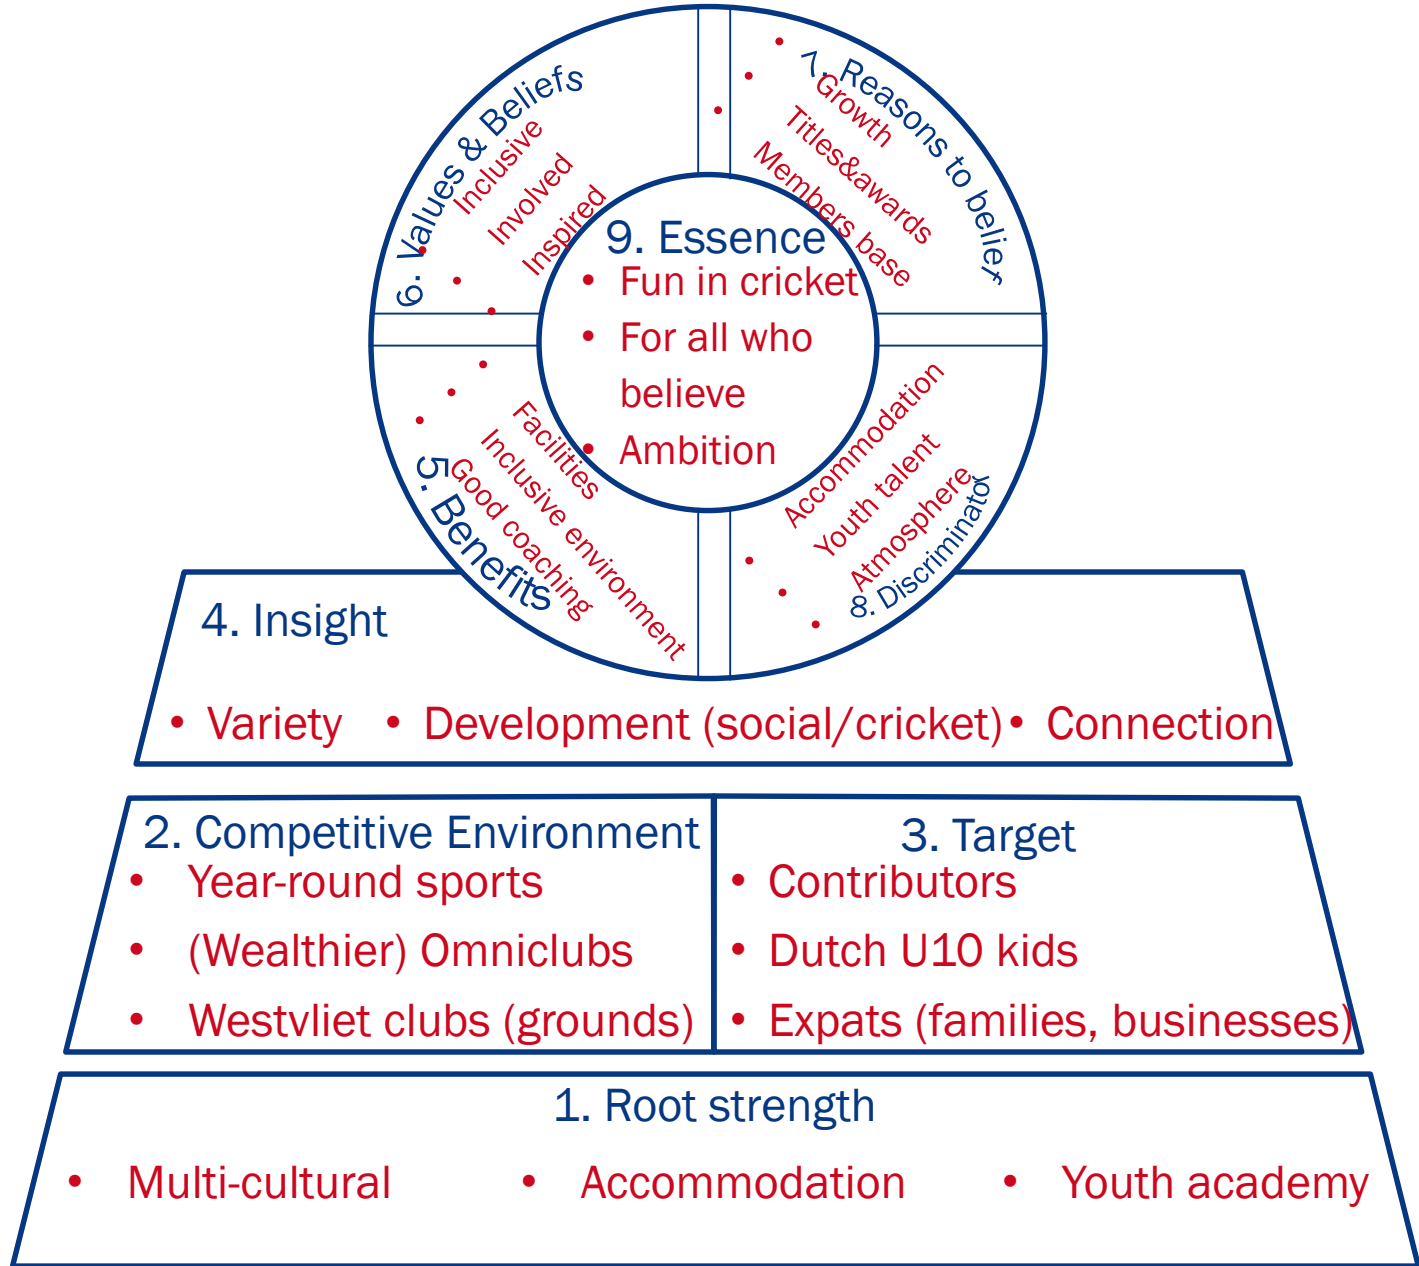 6. Values & Beliefs
• Inclusive
• Involved
• Inspired
7. Reasons to belief
• Growth
• Titles&awards
• Members base
9. Essence
• Fun in cricket
• For all who
believe
• Ambition
• Facilities
• Inclusive environment
• Good coaching
5. Benefits
• Accommodation
• Youth talent
• Atmosphere
8. Discriminator
4. Insight
• Variety • Development (social/cricket) • Connection
2. Competitive Environment
• Year-round sports
• (Wealthier) Omniclubs
• Westvliet clubs (grounds)
3. Target
• Contributors
• Dutch U10 kids
• Expats (families, businesses)
1. Root strength
• Multi-cultural • Accommodation • Youth academy